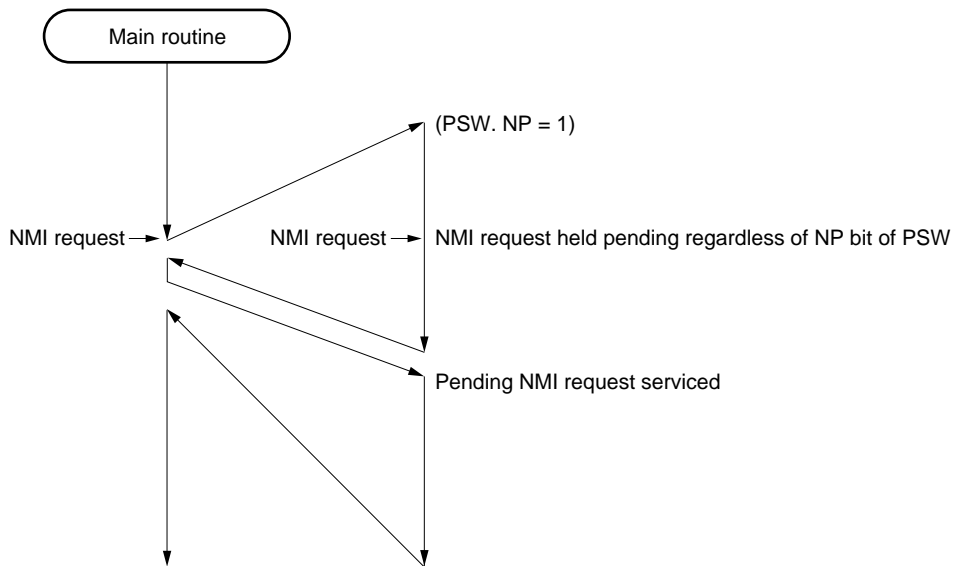 Main routine
(PSW. NP = 1)
NMI request
NMI request
NMI request held pending regardless of NP bit of PSW
Pending NMI request serviced